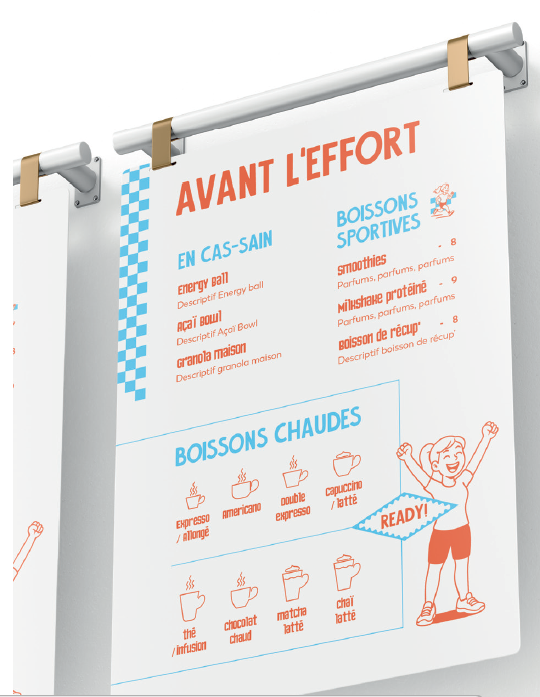 AVANT L'EFFORT
EN CAS-SAIN
Energy Ball
Descriptif Energy ball
Açaï Bowl
Descriptif Açaï Bowl
Granola maison
Descriptif granola maison
BOISSONS
SPORTIVES
smoothies - 8
Parfums, parfums, parfums
Milkshake protéiné - 9
Parfums, parfums, parfums
Boisson de récup' - 8
Descriptif boisson de récup'
BOISSONS CHAUDES
Expresso
/ Allongé
Americano
Double
expresso
Capuccino
/ latté
READY!
thé
/ infusion
chocolat
chaud
matcha
latté
chaï
latté